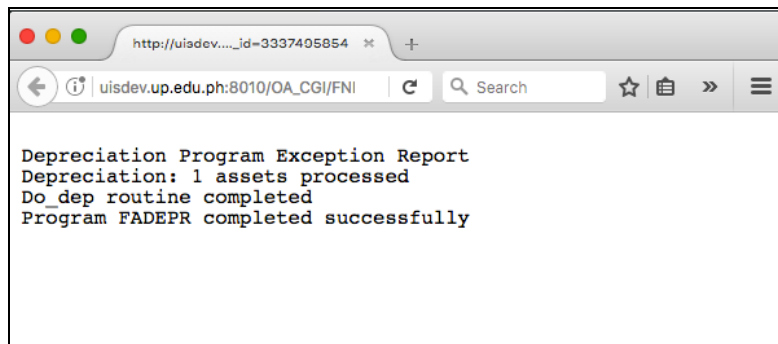 http://uisdev...._id=3337495854
uisdev.up.edu.ph:8010/OA_CGI/FNI
Search
Depreciation Program Exception Report
Depreciation: 1 assets processed
Do_dep routine completed
Program FADEPR completed successfully